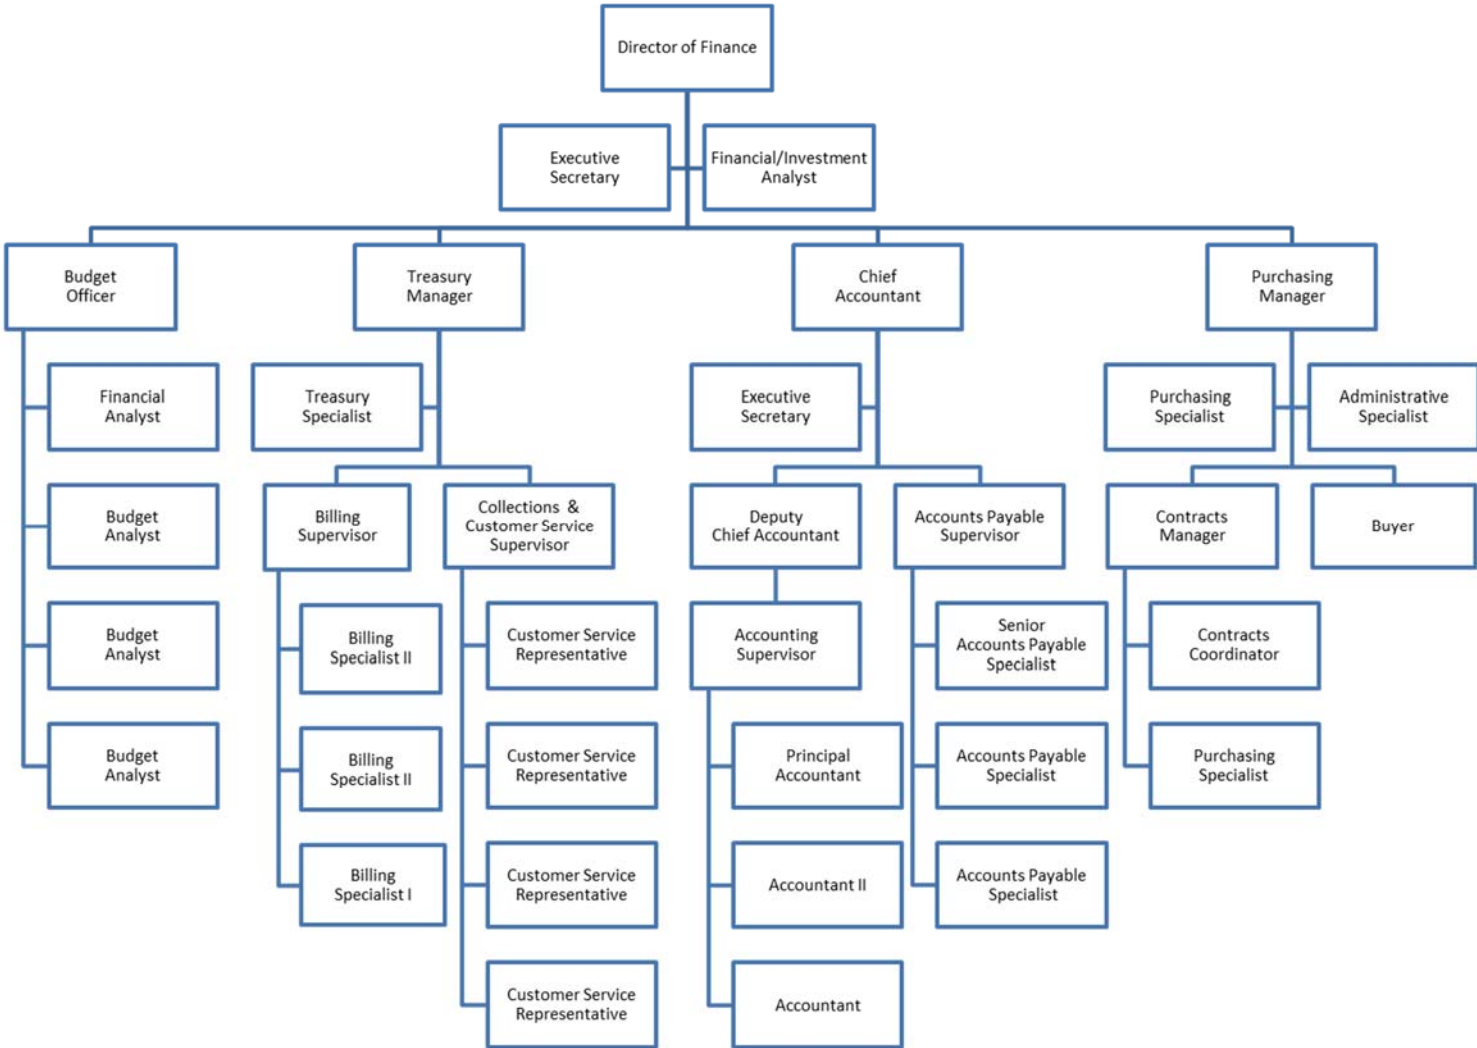 Director of Finance
Executive
Secretary
Financial/Investment
Analyst
Budget
Officer
Treasury
Manager
Chief
Accountant
Purchasing
Manager
Financial
Analyst
Treasury
Specialist
Executive
Secretary
Purchasing
Specialist
Administrative
Specialist
Budget
Analyst
Billing
Supervisor
Collections &
Customer Service
Supervisor
Deputy
Chief Accountant
Accounts Payable
Supervisor
Contracts
Manager
Buyer
Budget
Analyst
Billing
Specialist II
Customer Service
Representative
Accounting
Supervisor
Senior
Accounts Payable
Specialist
Contracts
Coordinator
Budget
Analyst
Billing
Specialist II
Customer Service
Representative
Principal
Accountant
Accounts Payable
Specialist
Purchasing
Specialist
Billing
Specialist I
Customer Service
Representative
Accountant II
Accounts Payable
Specialist
Customer Service
Representative
Accountant